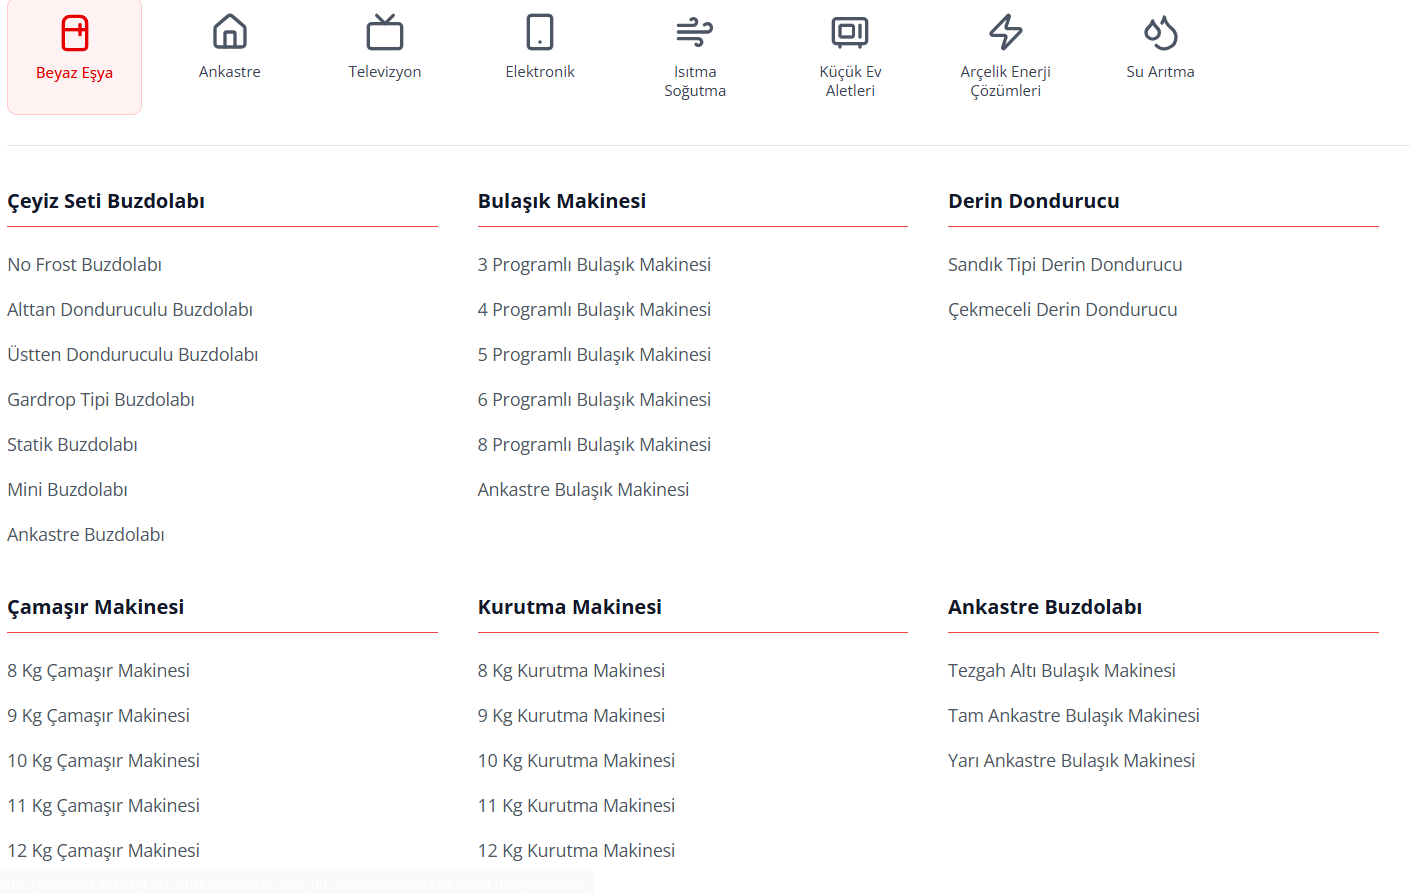 Beyaz Eşya
Ankastre
Televizyon
Elektronik
Isıtma
Soğutma
Küçük Ev
Aletleri
Arçelik Enerji
Çözümleri
Su Arıtma
Çeyiz Seti Buzdolabı
No Frost Buzdolabı
Alttan Donduruculu Buzdolabı
Üstten Donduruculu Buzdolabı
Gardrop Tipi Buzdolabı
Statik Buzdolabı
Mini Buzdolabı
Ankastre Buzdolabı
Bulaşık Makinesi
3 Programlı Bulaşık Makinesi
4 Programlı Bulaşık Makinesi
5 Programlı Bulaşık Makinesi
6 Programlı Bulaşık Makinesi
8 Programlı Bulaşık Makinesi
Ankastre Bulaşık Makinesi
Derin Dondurucu
Sandık Tipi Derin Dondurucu
Çekmeceli Derin Dondurucu
Çamaşır Makinesi
8 Kg Çamaşır Makinesi
9 Kg Çamaşır Makinesi
10 Kg Çamaşır Makinesi
11 Kg Çamaşır Makinesi
12 Kg Çamaşır Makinesi
Kurutma Makinesi
8 Kg Kurutma Makinesi
9 Kg Kurutma Makinesi
10 Kg Kurutma Makinesi
11 Kg Kurutma Makinesi
12 Kg Kurutma Makinesi
Ankastre Buzdolabı
Tezgah Altı Bulaşık Makinesi
Tam Ankastre Bulaşık Makinesi
Yarı Ankastre Bulaşık Makinesi